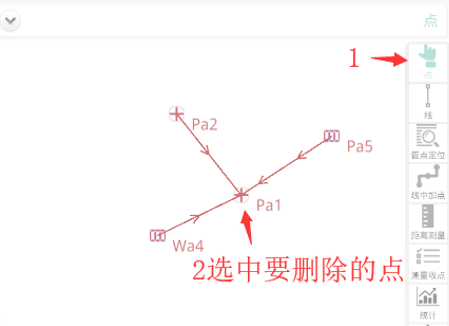 点
1
点
Pa2
线
Pa5
管点定位
线中加点
Pa1
距离测量
Wa4
2选中要删除的点
测量收点
统计